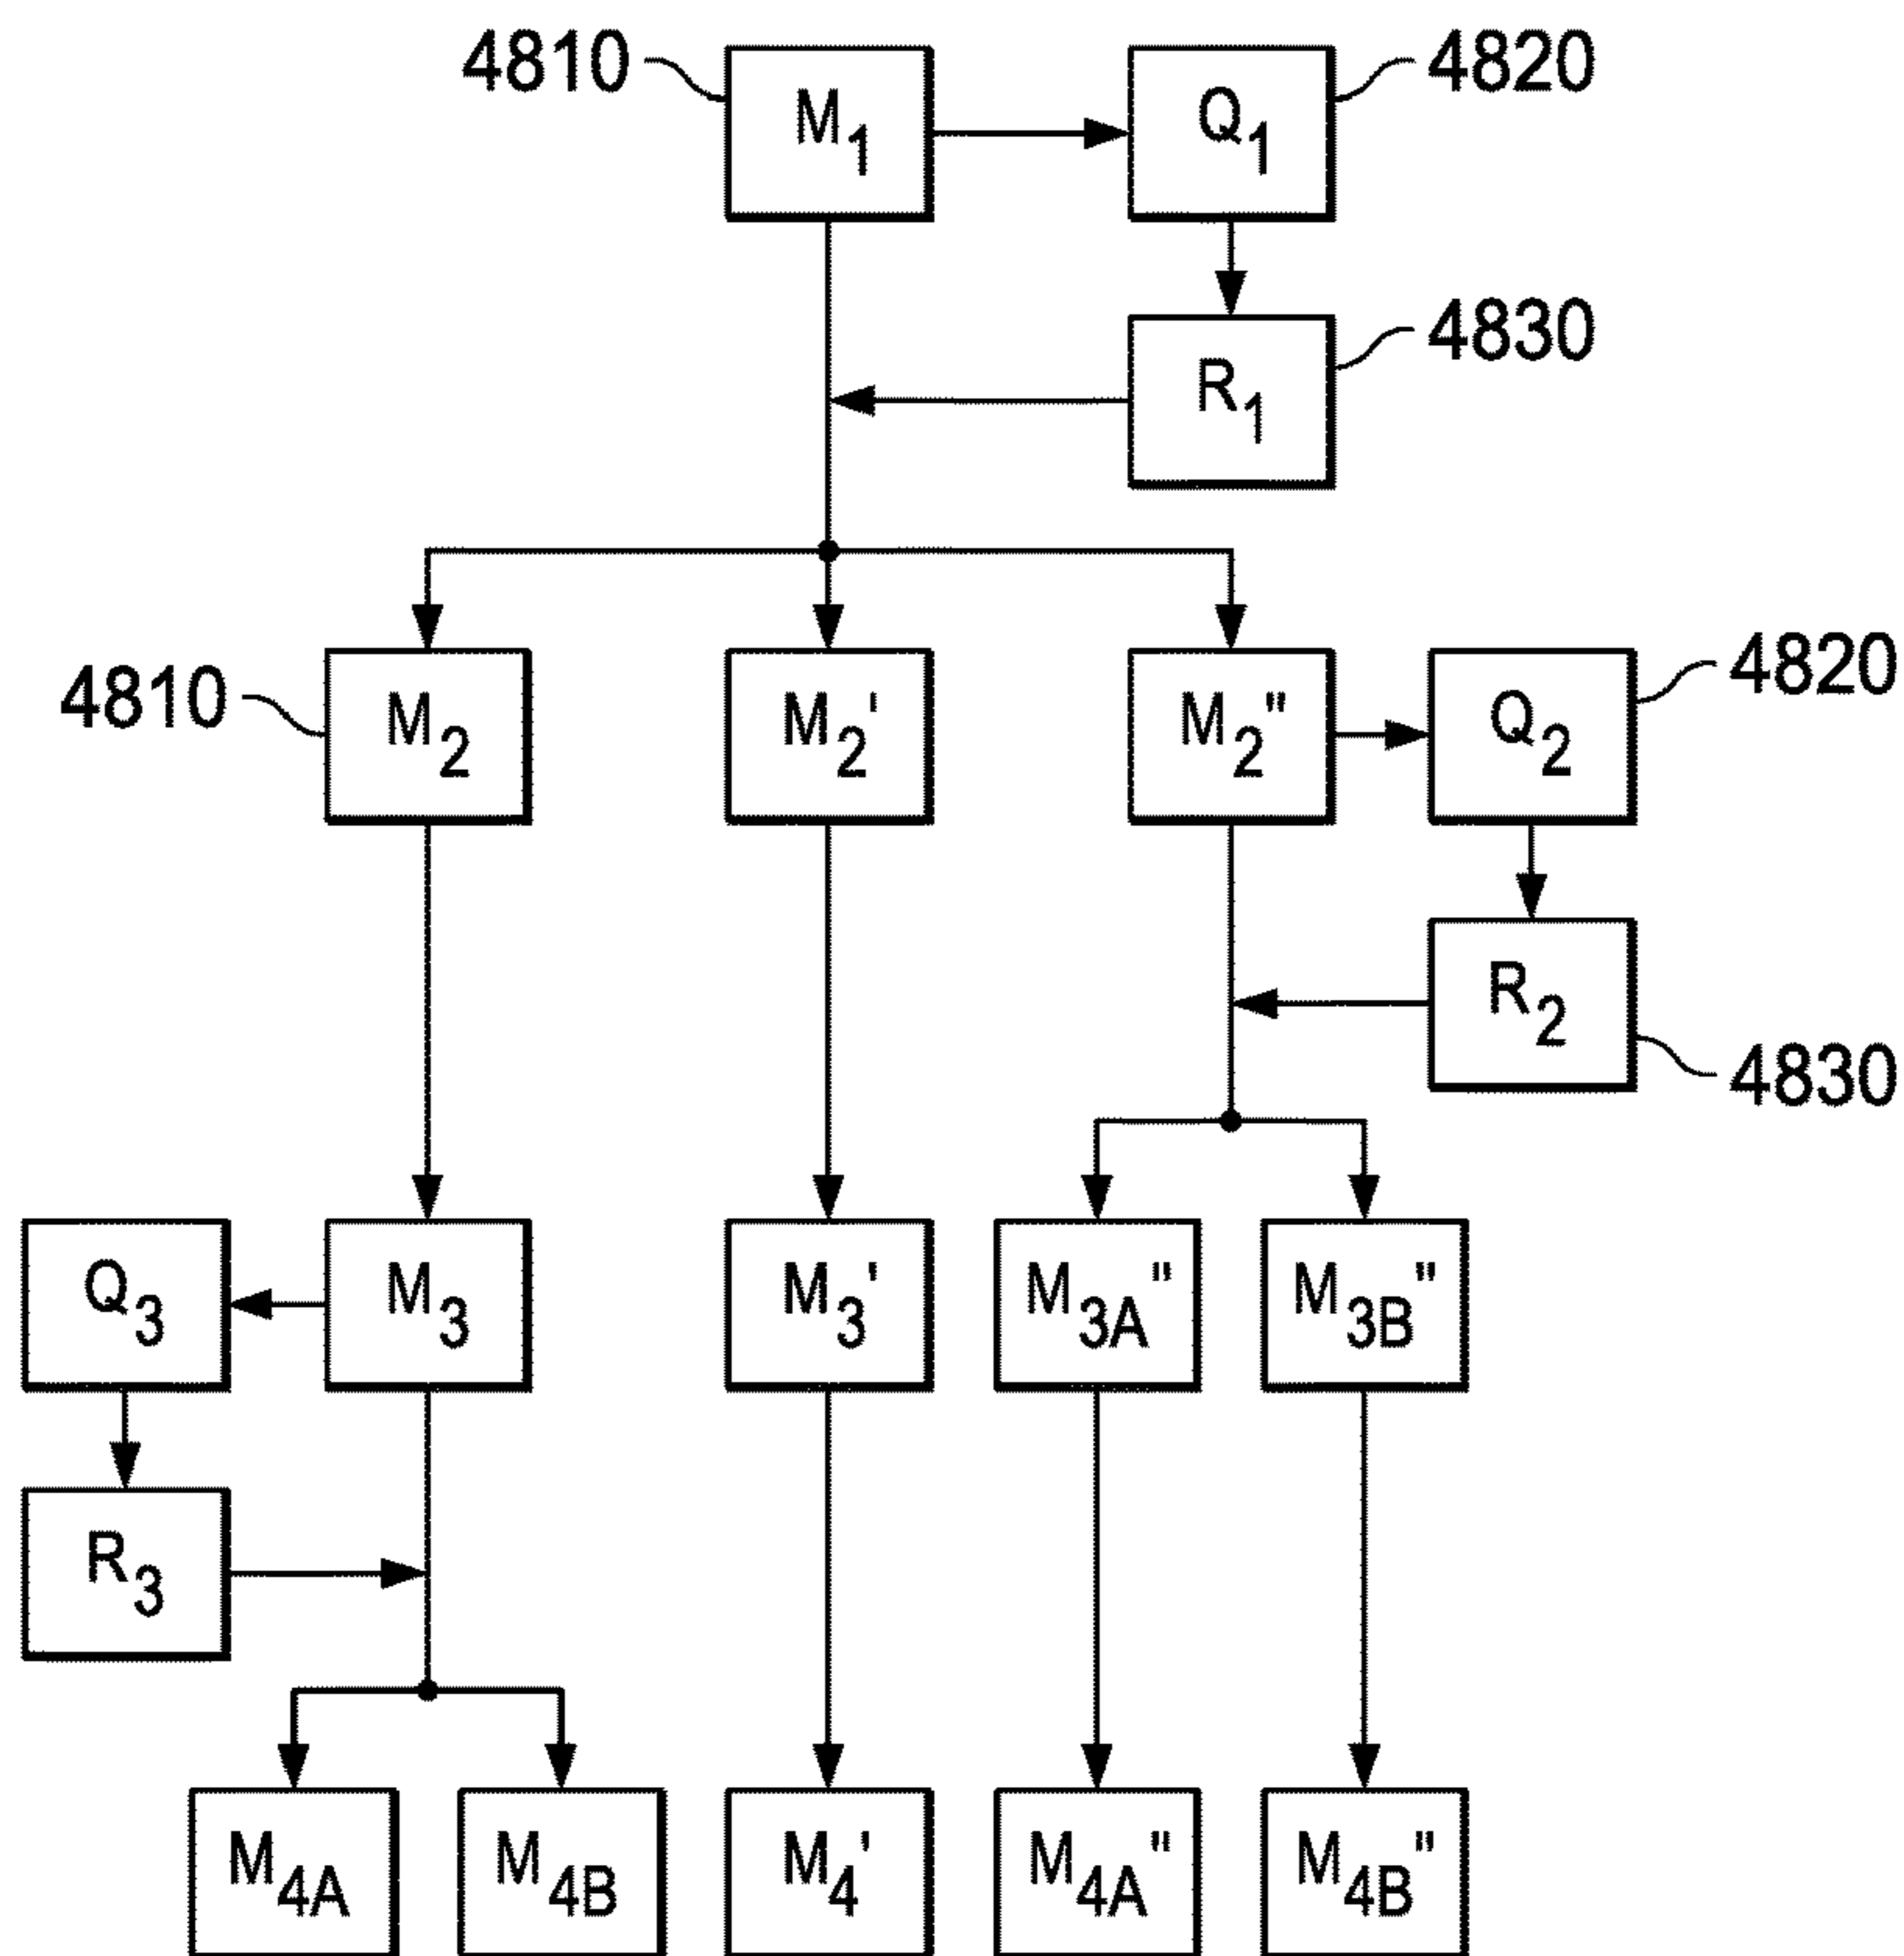 4810 M1 Q1 4820
R1 4830
4810 M2 M2' M2" Q2 4820
R2
4830
Q3 M3 M3' M3A" M3B"
R3
M4A M4B M4' M4A" M4B"